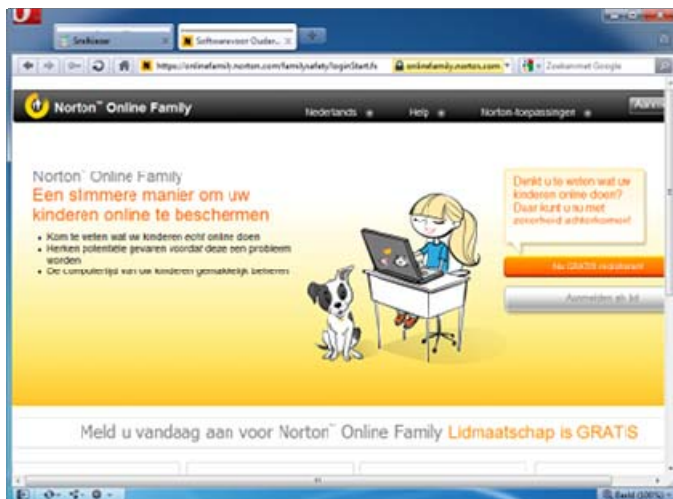 Snelkiezer
Softwarevoor Ouder...
https://onlinefamily.norton.com/familysafety/loginStart.fs
onlinefamily.norton.com
Zoeken met Google
Norton™ Online Family
Nederlands
Help
Norton-toepassingen
Norton™ Online Family
Een slimmere manier om uw
kinderen online te beschermen
Kom te weten wat uw kinderen echt online doen
Herken potentiële gevaren voordat deze een probleem
worden
De computertijd van uw kinderen gemakkelijk beheren
Denkt u te weten wat uw
kinderen online doen?
Daar kunt u nu met
zekerheid achterkomen!
Nu GRATIS registreren!
Aanmelden als lid
Meld u vandaag aan voor Norton™ Online Family Lidmaatschap is GRATIS
Beeld (100%)